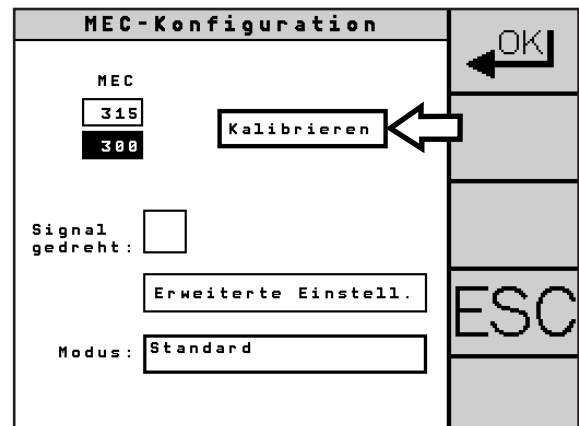 MEC-Konfiguration
OK
MEC
315
300
Kalibrieren
Signal
gedreht:
Erweiterte Einstell.
ESC
Modus:
Standard